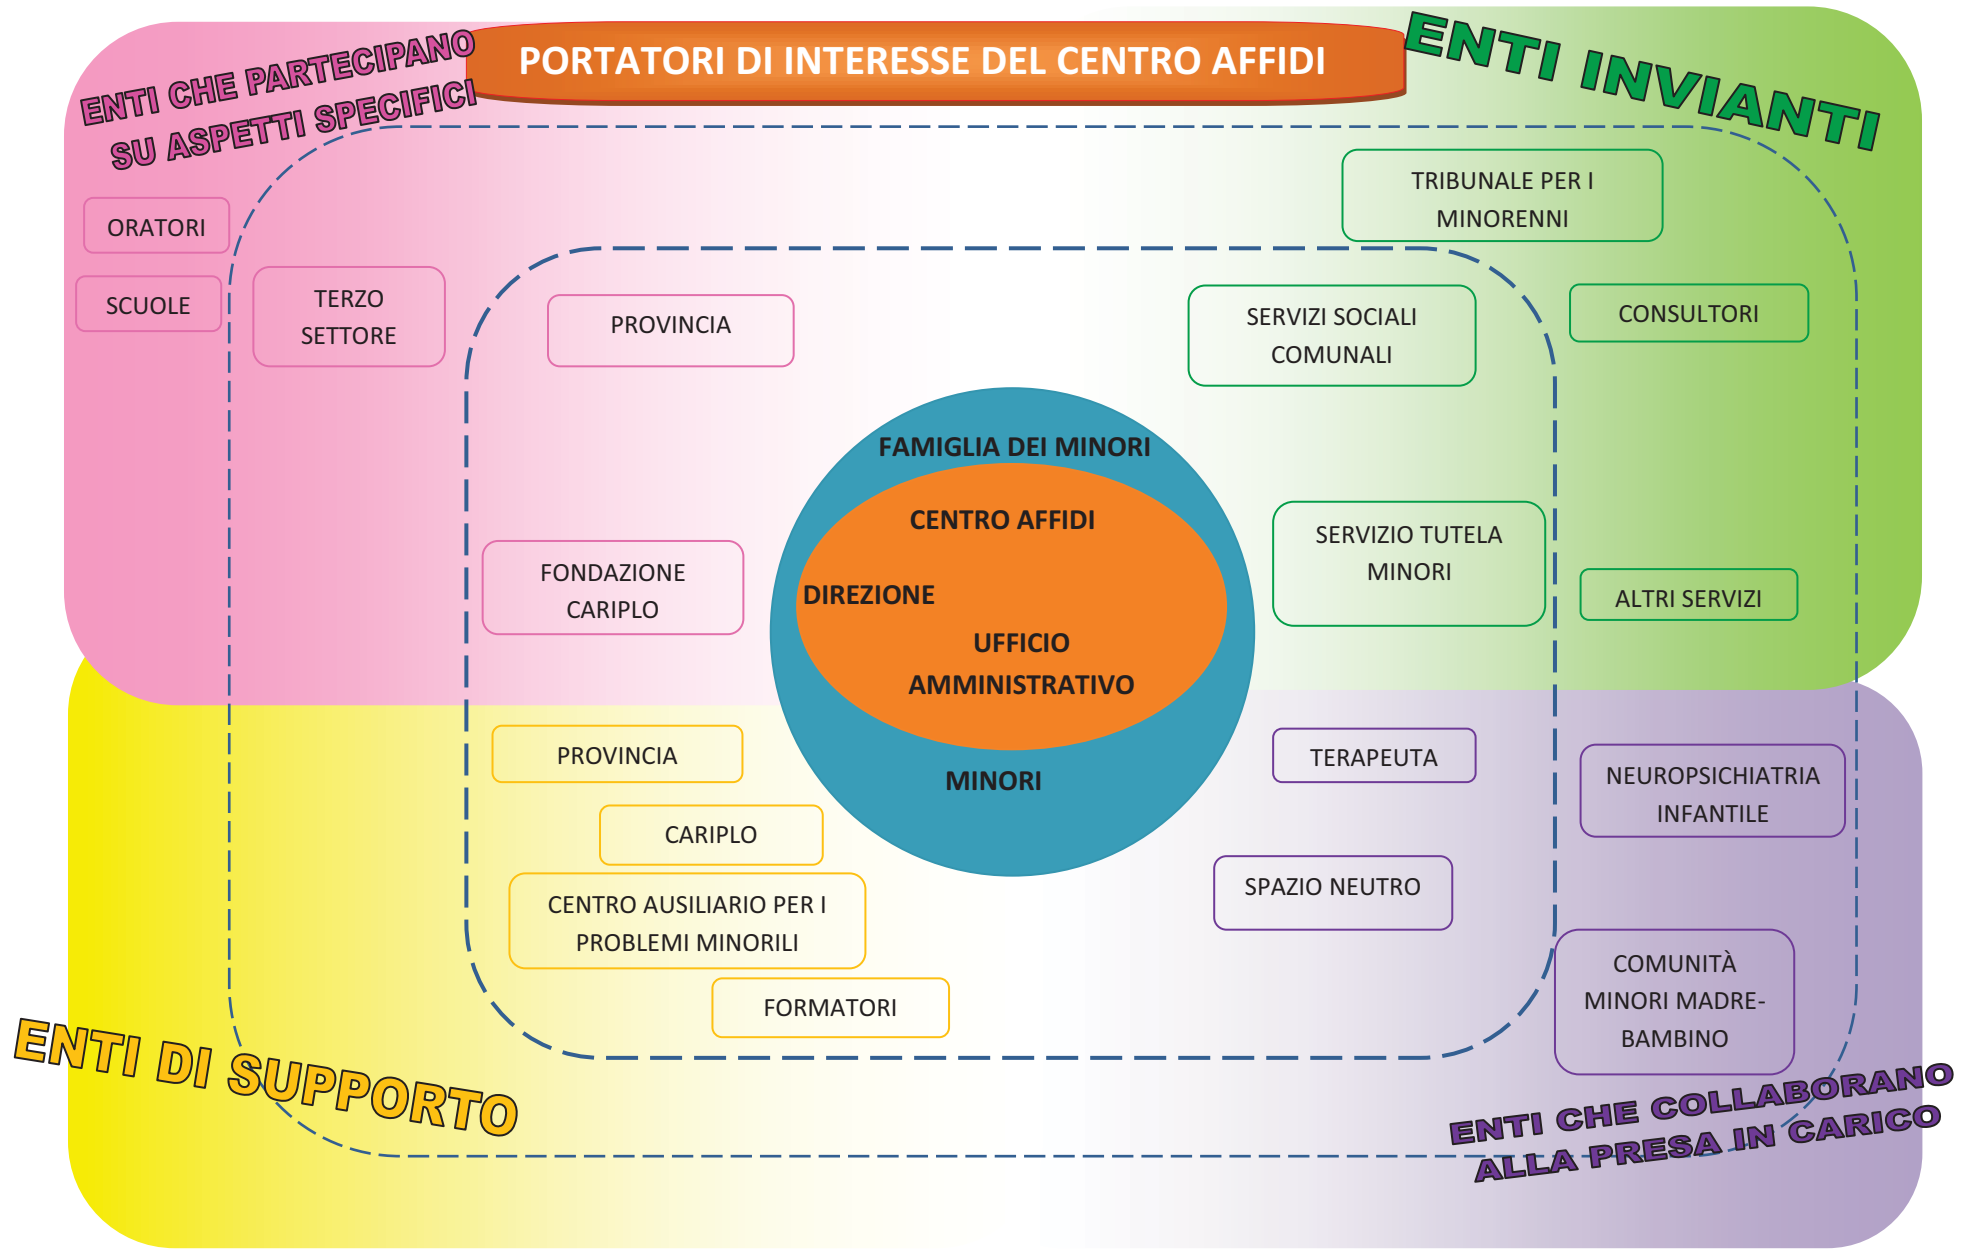 PORTATORI DI INTERESSE DEL CENTRO AFFIDI
ENTI CHE PARTECIPANO
SU ASPETTI SPECIFICI
ENTI INVIANTI
ORATORI
SCUOLE
TERZO
SETTORE
PROVINCIA
FONDAZIONE
CARIPLO
TRIBUNALE PER I
MINORENNI
SERVIZI SOCIALI
COMUNALI
CONSULTORI
SERVIZIO TUTELA
MINORI
ALTRI SERVIZI
FAMIGLIA DEI MINORI
CENTRO AFFIDI
DIREZIONE
UFFICIO
AMMINISTRATIVO
MINORI
PROVINCIA
CARIPLO
CENTRO AUSILIARIO PER I
PROBLEMI MINORILI
FORMATORI
ENTI DI SUPPORTO
TERAPEUTA
NEUROPSICHIATRIA
INFANTILE
SPAZIO NEUTRO
COMUNITÀ
MINORI MADRE-
BAMBINO
ENTI CHE COLLABORANO
ALLA PRESA IN CARICO